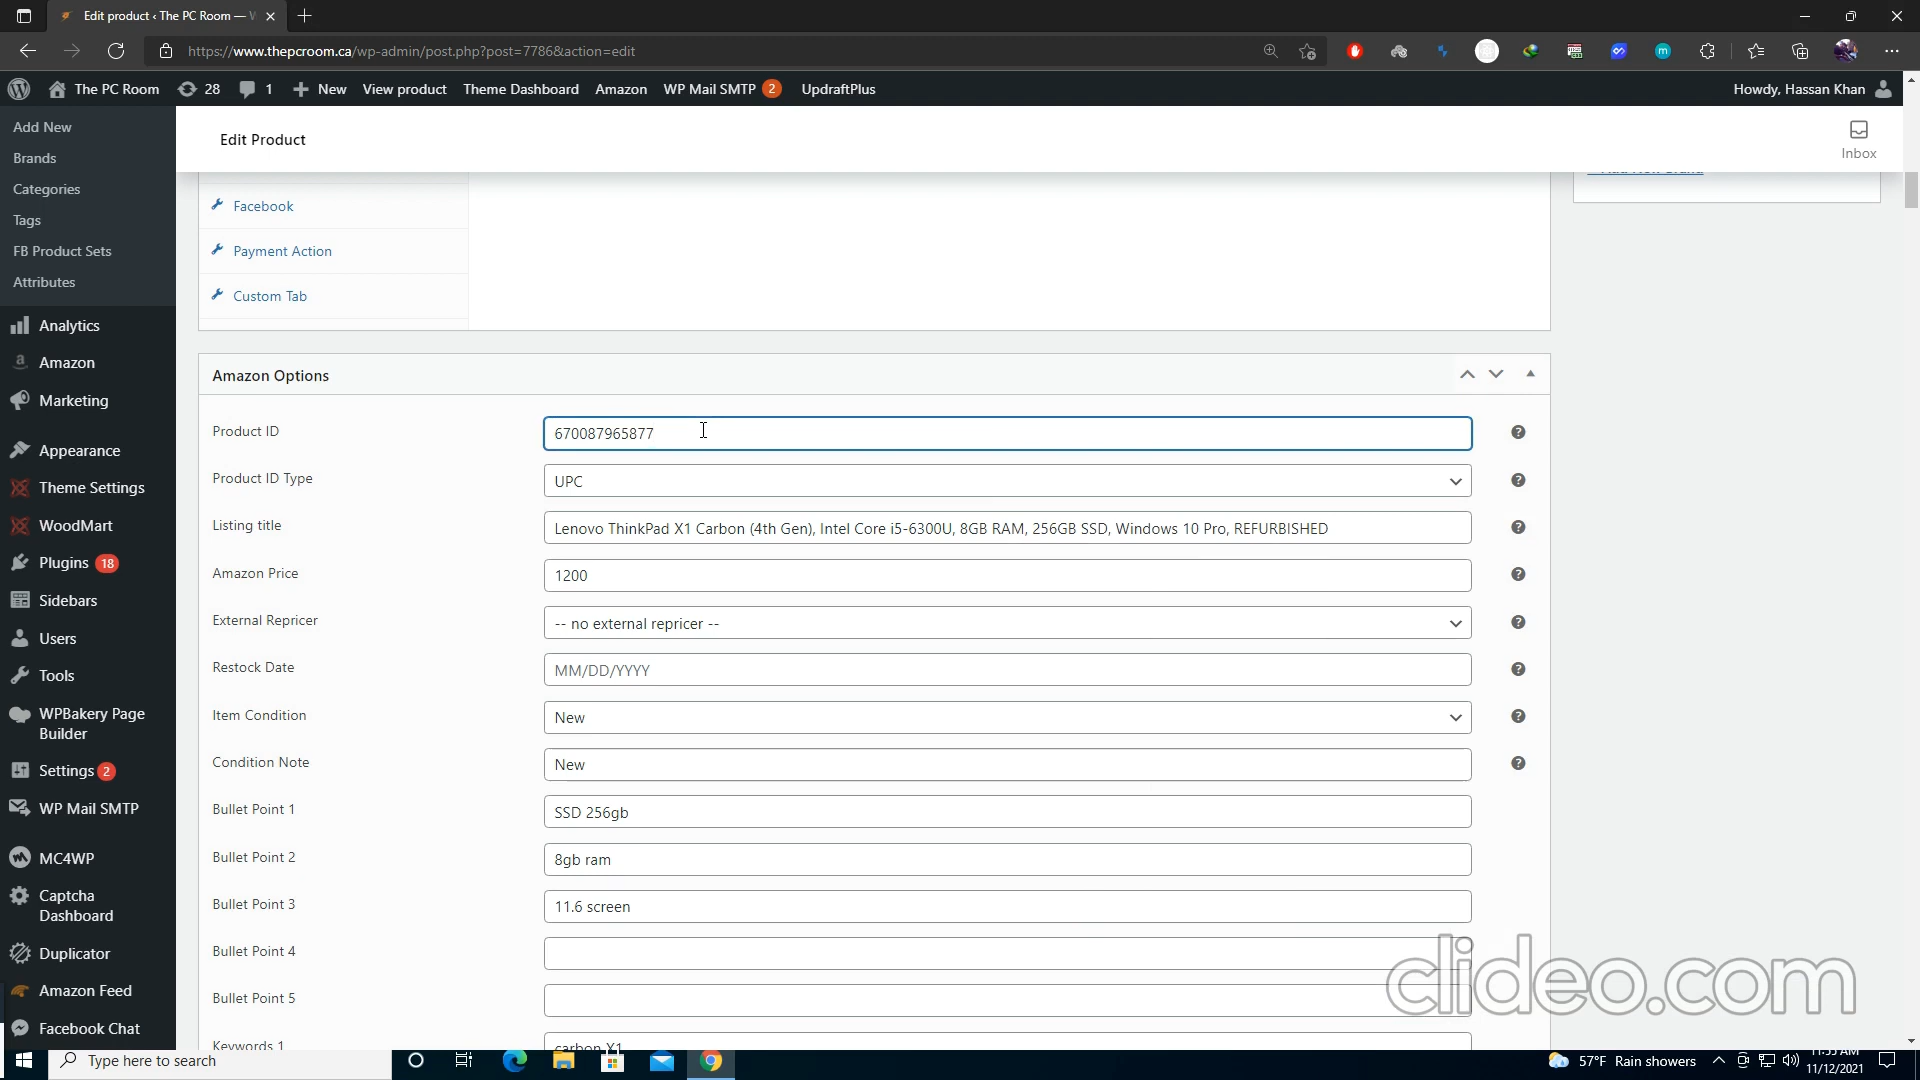 Edit product ‹ The PC Room —
https://www.thepcroom.ca/wp-admin/post.php?post=7786&action=edit
The PC Room 28 1 New View product Theme Dashboard Amazon WP Mail SMTP 2 UpdraftPlus Howdy, Hassan Khan
Add New
Brands
Categories
Tags
FB Product Sets
Attributes
Analytics
Amazon
Marketing
Appearance
Theme Settings
WoodMart
Plugins 18
Sidebars
Users
Tools
WPBakery Page
Builder
Settings 2
WP Mail SMTP
MC4WP
Captcha
Dashboard
Duplicator
Amazon Feed
Facebook Chat
Edit Product
Inbox
Facebook
Payment Action
Custom Tab
Amazon Options
Product ID 670087965877
Product ID Type UPC
Listing title Lenovo ThinkPad X1 Carbon (4th Gen), Intel Core i5-6300U, 8GB RAM, 256GB SSD, Windows 10 Pro, REFURBISHED
Amazon Price 1200
External Repricer -- no external repricer --
Restock Date MM/DD/YYYY
Item Condition New
Condition Note New
Bullet Point 1 SSD 256gb
Bullet Point 2 8gb ram
Bullet Point 3 11.6 screen
Bullet Point 4
Bullet Point 5
Keywords 1 carbon X1
clideo.com
Type here to search
57°F Rain showers
11:55 AM
11/12/2021